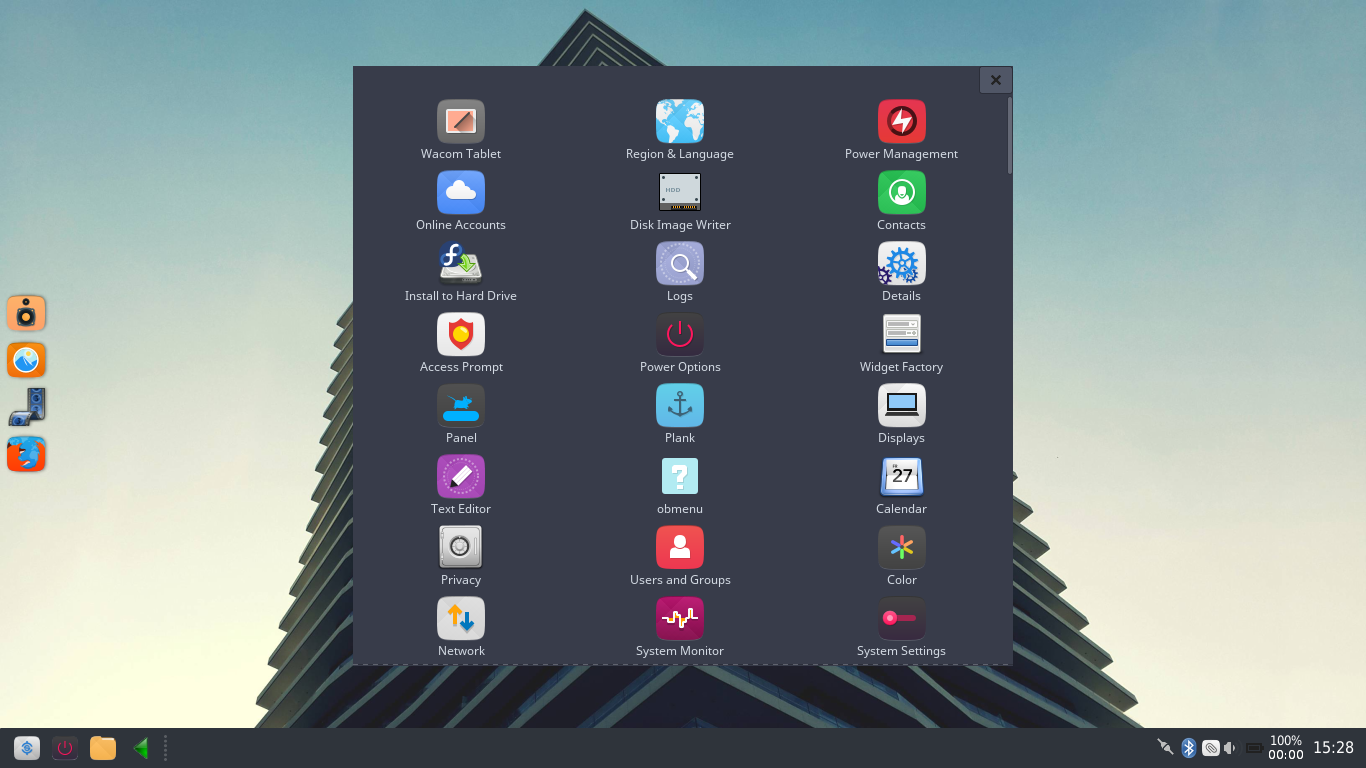 Wacom Tablet
Region & Language
Power Management
Online Accounts
HDD
Disk Image Writer
Contacts
Install to Hard Drive
Logs
Details
Access Prompt
Power Options
Widget Factory
Panel
Plank
Displays
Text Editor
?
obmenu
27
Calendar
Privacy
Users and Groups
Color
Network
System Monitor
System Settings
100%
00:00
15:28